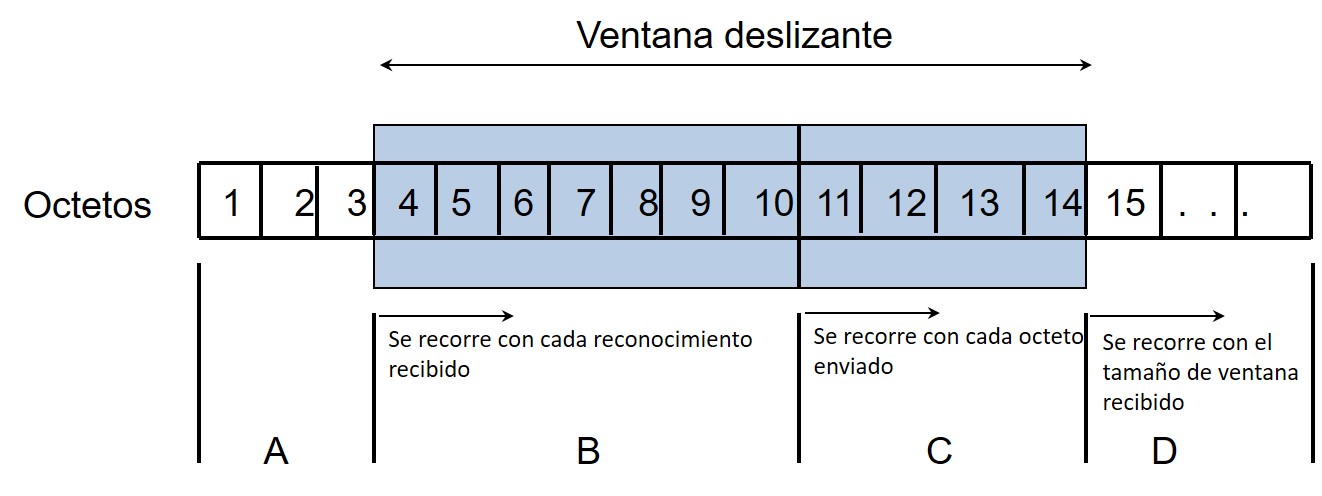 Ventana deslizante
Octetos 1 2 3 4 5 6 7 8 9 10 11 12 13 14 15 . . .
Se recorre con cada reconocimiento
recibido
Se recorre con cada octeto
enviado
Se recorre con el
tamaño de ventana
recibido
A B C D